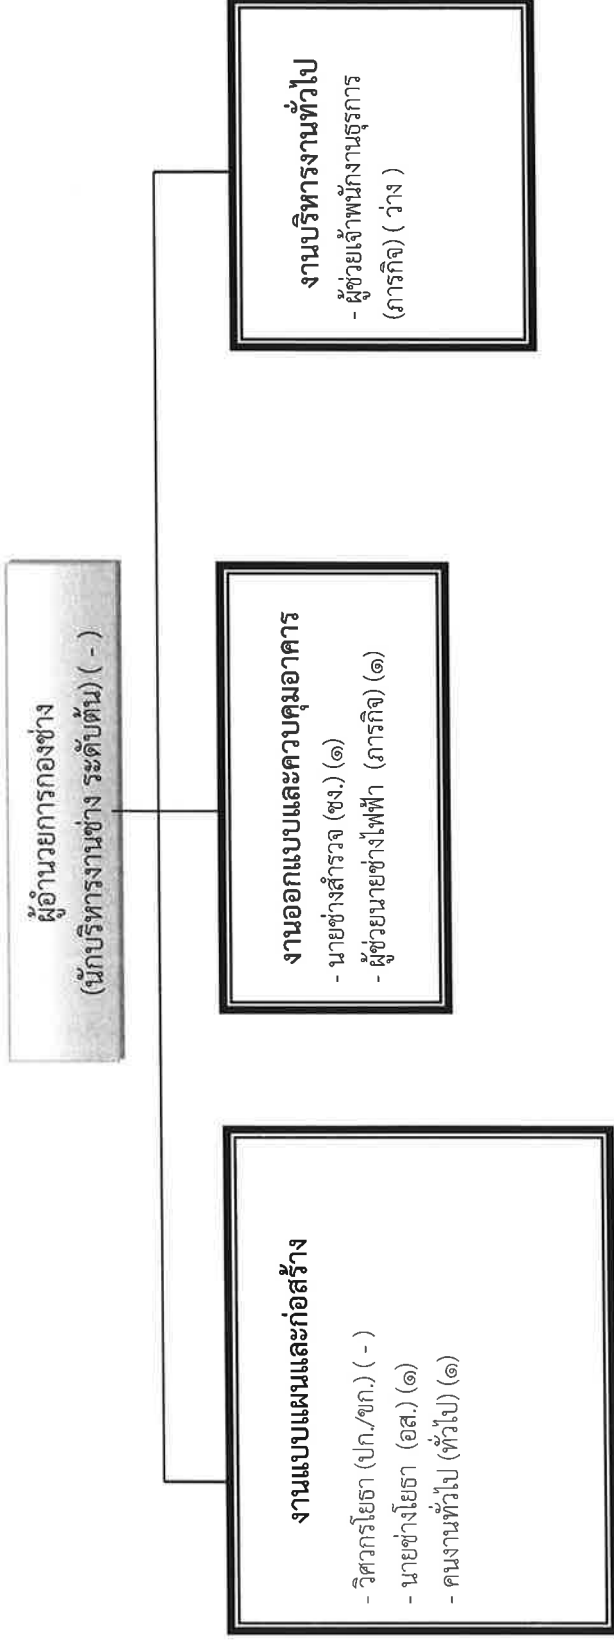 ผู้อำนวยการกองช่าง
(นักบริหารงานช่าง ระดับต้น) ( - )
งานแบบแผนและก่อสร้าง
- วิศวกรโยธา (ปก./ชก.) ( - )
- นายช่างโยธา (อส.) (๑)
- คนงานทั่วไป (ทั่วไป) (๑)
งานออกแบบและควบคุมอาคาร
- นายช่างสำรวจ (ชง.) (๑)
- ผู้ช่วยนายช่างไฟฟ้า (ภารกิจ) (๑)
งานบริหารงานทั่วไป
- ผู้ช่วยเจ้าพนักงานธุรการ
(ภารกิจ) ( ว่าง )